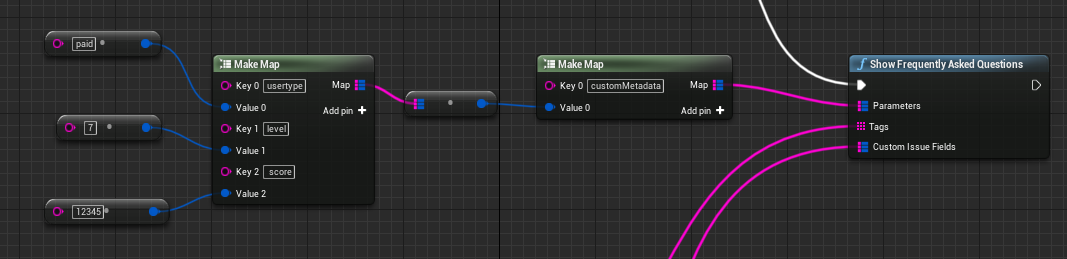 paid
7
12345
Make Map
Key 0 usertype
Map
Value 0
Add pin
Key 1 level
Value 1
Key 2 score
Value 2
Make Map
Key 0 customMetadata
Map
Value 0
Add pin
f Show Frequently Asked Questions
Parameters
Tags
Custom Issue Fields